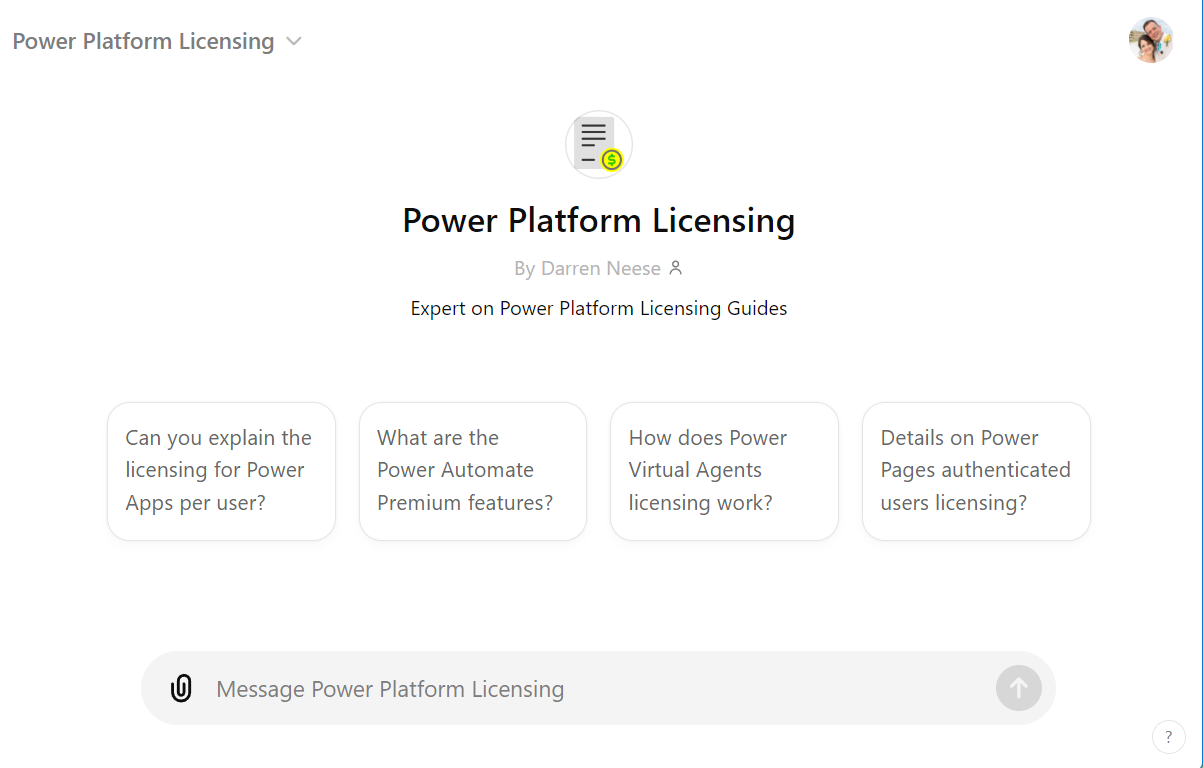 Power Platform Licensing
$
Power Platform Licensing
By Darren Neese
Expert on Power Platform Licensing Guides
Can you explain the
licensing for Power
Apps per user?
What are the
Power Automate
Premium features?
How does Power
Virtual Agents
licensing work?
Details on Power
Pages authenticated
users licensing?
Message Power Platform Licensing
?